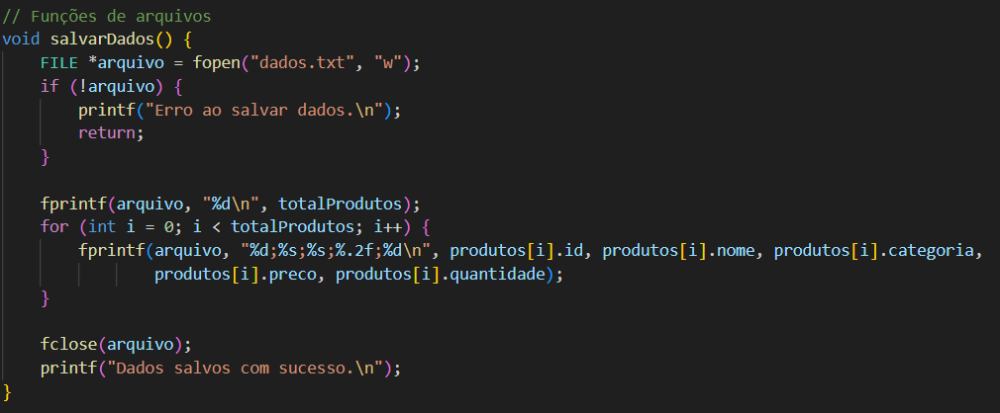 // Funções de arquivos
void salvarDados() {
    FILE *arquivo = fopen("dados.txt", "w");
    if (!arquivo) {
        printf("Erro ao salvar dados.\n");
        return;
    }

    fprintf(arquivo, "%d\n", totalProdutos);
    for (int i = 0; i < totalProdutos; i++) {
        fprintf(arquivo, "%d;%s;%s;%.2f;%d\n", produtos[i].id, produtos[i].nome, produtos[i].categoria,
                produtos[i].preco, produtos[i].quantidade);
    }

    fclose(arquivo);
    printf("Dados salvos com sucesso.\n");
}